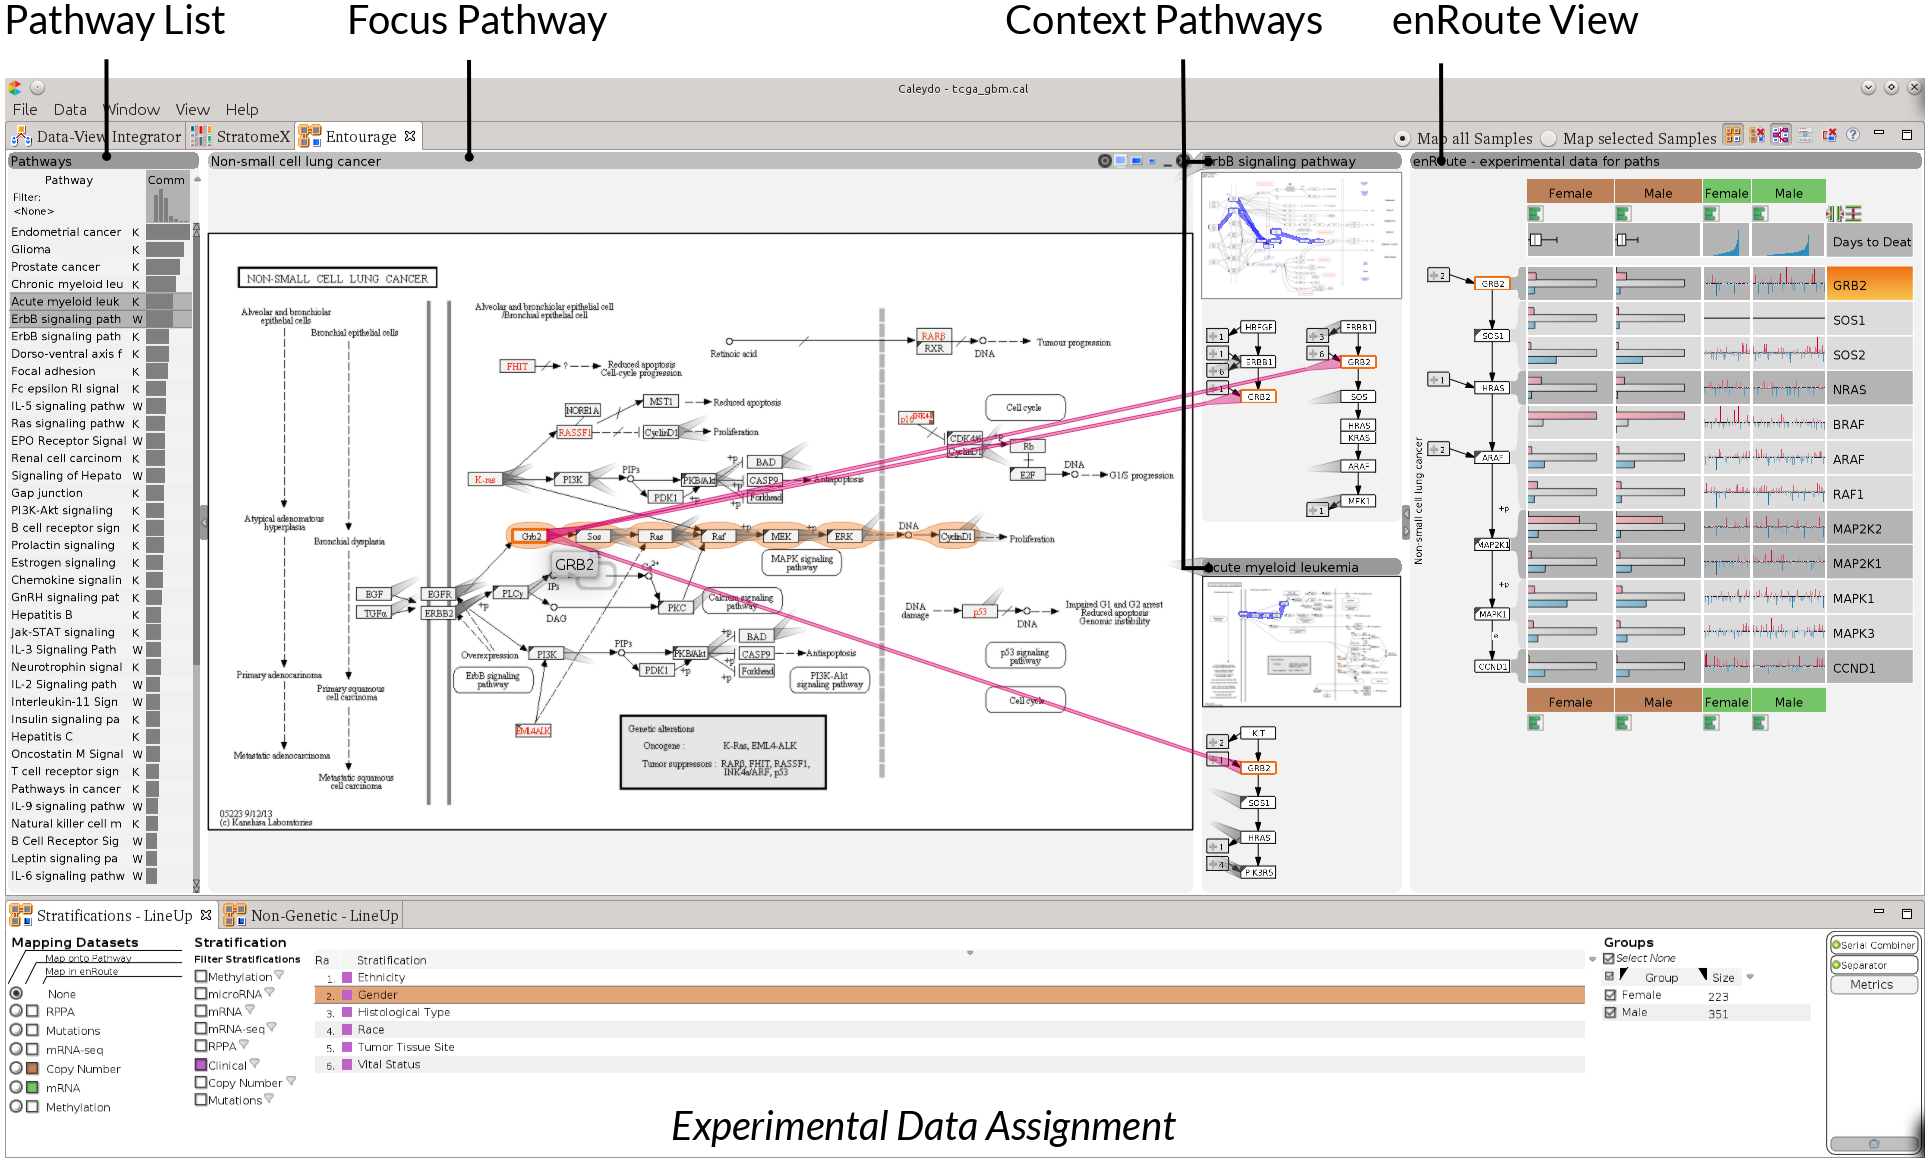 Pathway List
Focus Pathway
Context Pathways
enRoute View
Caleydo - tcga_gbm.cal
File Data Window View Help
Data-View Integrator
StratomeX
Entourage
Map all Samples
Map selected Samples
Pathways
Pathway
Comm
Filter:
<None>
Endometrial cancer K
Glioma K
Prostate cancer K
Chronic myeloid leu K
Acute myeloid leuk K
ErbB signaling path W
ErbB signaling path K
Dorso-ventral axis f K
Focal adhesion K
Fc epsilon RI signal K
IL-5 signaling pathw W
Ras signaling pathw K
EPO Receptor Signal W
Renal cell carcinom K
Signaling of Hepato W
Gap junction K
PI3K-Akt signaling K
B cell receptor sign K
Prolactin signaling K
Estrogen signaling K
Chemokine signalin K
GnRH signaling pat K
Hepatitis B K
Jak-STAT signaling K
IL-3 Signaling Path W
Neurotrophin signal K
IL-2 Signaling path W
Interleukin-11 Sign W
Insulin signaling pa K
Hepatitis C K
Oncostatin M Signal W
T cell receptor sign K
Pathways in cancer K
IL-9 signaling pathw W
Natural killer cell m K
B Cell Receptor Sig W
Leptin signaling pa W
IL-6 signaling pathw W
Non-small cell lung cancer
NON-SMALL CELL LUNG CANCER
Alveolar and bronchiolar
epithelial cells
Bronchial epithelial cells
Atypical adenomatous
hyperplasia
Bronchial dysplasia
Primary adenocarcinoma
Primary squamous
cell carcinoma
Metastatic adenocarcinoma
Metastatic squamous
cell carcinoma
05223 9/12/13
(c) Kanehisa Laboratories
Alveolar and bronchiolar epithelial cell
/Bronchial epithelial cell
Retinoic acid
RARβ
RXR
DNA
Tumour progression
FHIT
?
Reduced apoptosis
Cell-cycle progression
NORE1A
MST1
Reduced apoptosis
RASSF1
CyclinD1
Proliferation
K-ras
PI3K
PIP3
PKB/Akt
PDK1
+p
+p
+p
+p
BAD
CASP9
Forkhead
Antiapoptosis
Cell cycle
CDK4/6
CyclinD1
+p
Rb
E2F
DNA
G1/S progression
Grb2
Sos
Ras
+p
Raf
+p
MEK
+p
ERK
DNA
CyclinD1
Proliferation
GRB2
MAPK signaling
pathway
EGF
TGFα
EGFR
ERBB2
+p
PLCγ
IP3
DAG
PKC
Calcium signaling
pathway
DNA
damage
p53
DNA
Impaired G1 and G2 arrest
Reduced apoptosis
Genomic instability
p53 signaling
pathway
Cell cycle
Overexpression
ErbB signaling
pathway
PI3K
PIP3
PDK1
PKB/Akt
+p
+p
+p
+p
BAD
CASP9
Forkhead
Antiapoptosis
PI3K-Akt
signaling pathway
EML4ALK
Genetic alterations
Oncogene : K-Ras, EML4-ALK
Tumor suppressors : RARβ, FHIT, RASSF1,
INK4a/ARF, p53
ErbB signaling pathway
HBEGF
ERBB1
GRB2
1
1
6
1
ERBB1
GRB2
SOS
HRAS
KRAS
ARAF
MEK1
3
6
1
Acute myeloid leukemia
KIT
GRB2
SOS1
HRAS
PIK3R5
2
1
1
4
enRoute - experimental data for paths
Female Male Female Male
Days to Deat
Non-small cell lung cancer
2
GRB2
SOS1
1
HRAS
2
ARAF
+p
MAP2K1
+p
MAPK1
e
CCND1
GRB2
SOS1
SOS2
NRAS
BRAF
ARAF
RAF1
MAP2K2
MAP2K1
MAPK1
MAPK3
CCND1
Female Male Female Male
Stratifications - LineUp
Non-Genetic - LineUp
Mapping Datasets
Map onto Pathway
Map in enRoute
None
RPPA
Mutations
mRNA-seq
Copy Number
mRNA
Methylation
Stratification
Filter Stratifications
Methylation
microRNA
mRNA
mRNA-seq
RPPA
Clinical
Copy Number
Mutations
Ra Stratification
1. Ethnicity
2. Gender
3. Histological Type
4. Race
5. Tumor Tissue Site
6. Vital Status
Groups
Select None
Group Size
Female 223
Male 351
Serial Combiner
Separator
Metrics
Experimental Data Assignment